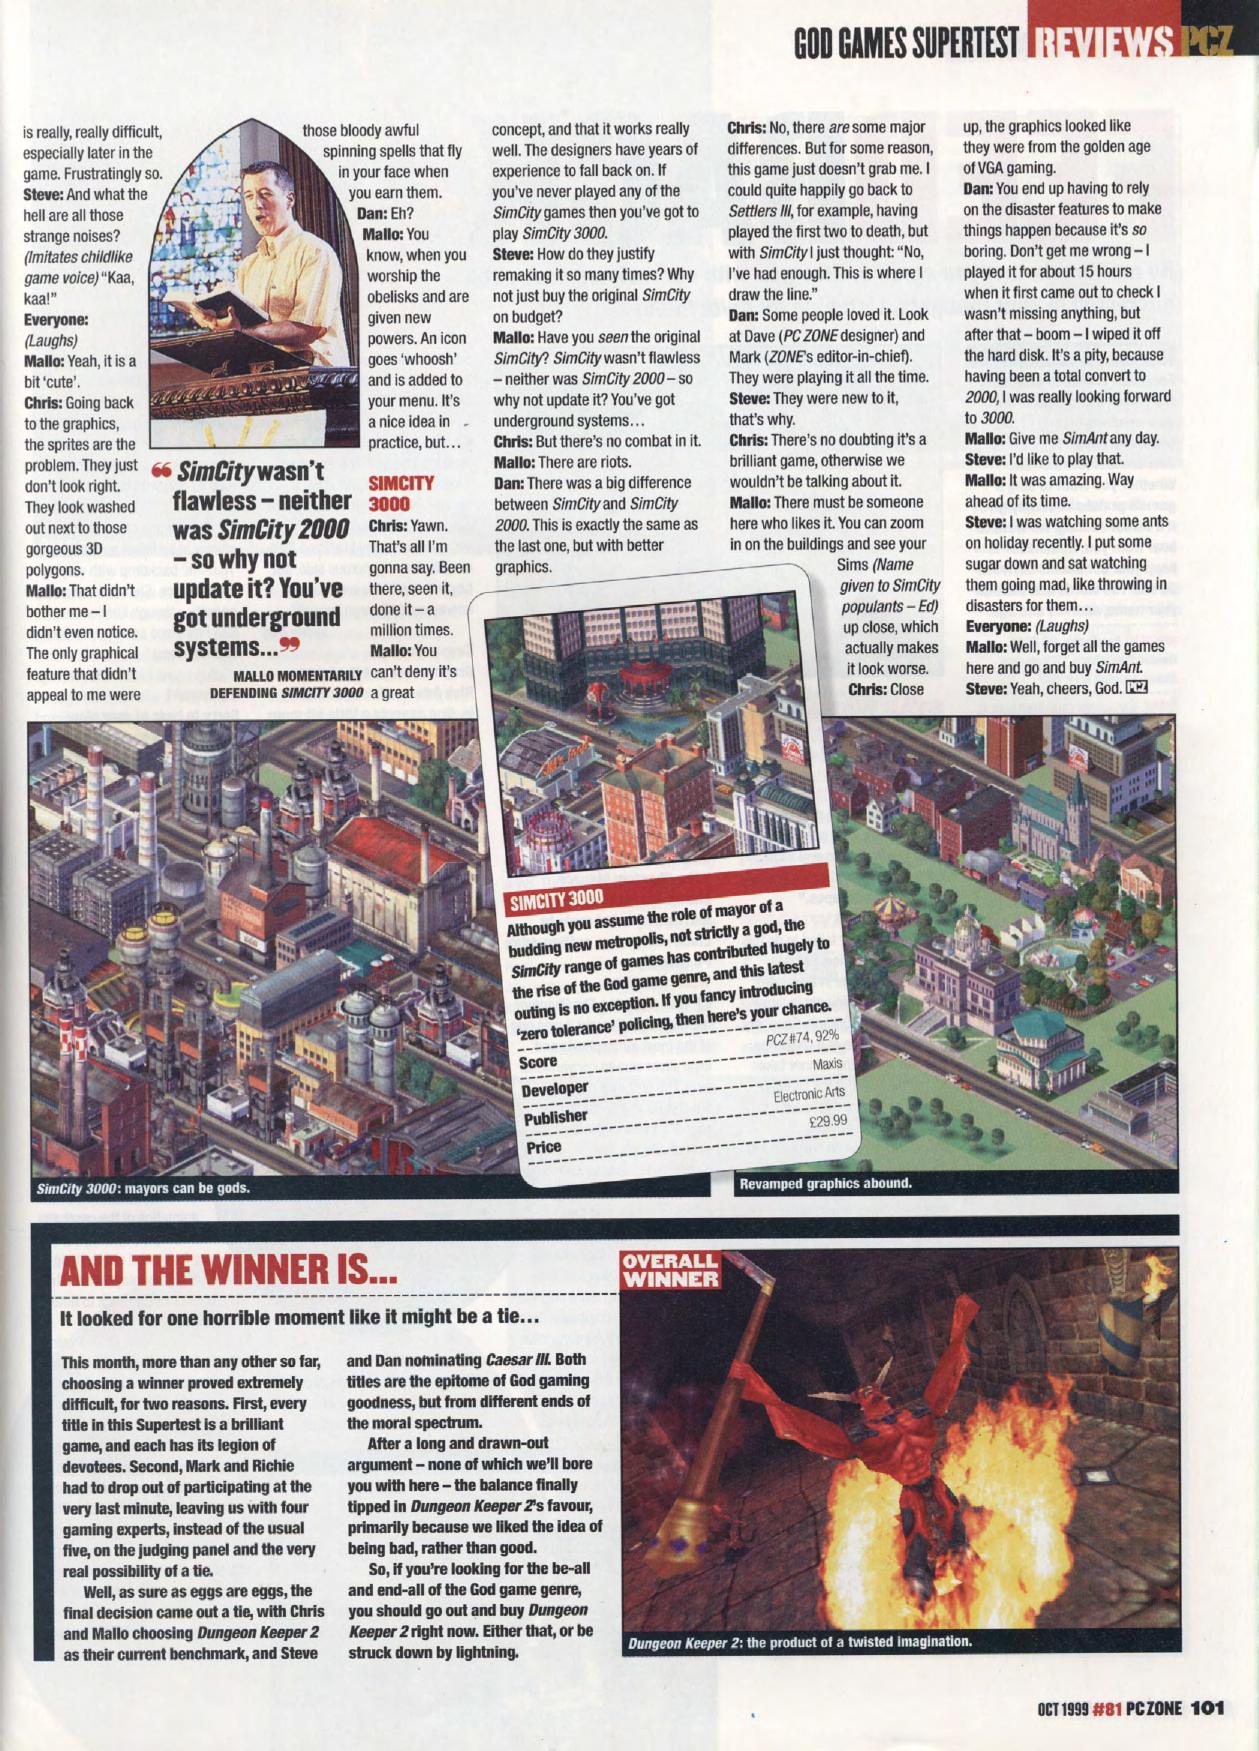 GOD GAMES SUPERTEST REVIEWS PCZ
is really, really difficult,
especially later in the
game. Frustratingly so.
Steve: And what the
hell are all those
strange noises?
(Imitates childlike
game voice) “Kaa,
kaa!”
Everyone:
(Laughs)
Mallo: Yeah, it is a
bit ‘cute’.
Chris: Going back
to the graphics,
the sprites are the
problem. They just
don’t look right.
They look washed
out next to those
gorgeous 3D
polygons.
Mallo: That didn’t
bother me – I
didn’t even notice.
The only graphical
feature that didn’t
appeal to me were
those bloody awful
spinning spells that fly
in your face when
you earn them.
Dan: Eh?
Mallo: You
know, when you
worship the
obelisks and are
given new
powers. An icon
goes ‘whoosh’
and is added to
your menu. It’s
a nice idea in
practice, but…
“ SimCity wasn’t
flawless – neither
was SimCity 2000
– so why not
update it? You’ve
got underground
systems…”
MALLO MOMENTARILY
DEFENDING SIMCITY 3000
SIMCITY
3000
Chris: Yawn.
That’s all I’m
gonna say. Been
there, seen it,
done it – a
million times.
Mallo: You
can’t deny it’s
a great
concept, and that it works really
well. The designers have years of
experience to fall back on. If
you’ve never played any of the
SimCity games then you’ve got to
play SimCity 3000.
Steve: How do they justify
remaking it so many times? Why
not just buy the original SimCity
on budget?
Mallo: Have you seen the original
SimCity? SimCity wasn’t flawless
– neither was SimCity 2000 – so
why not update it? You’ve got
underground systems…
Chris: But there’s no combat in it.
Mallo: There are riots.
Dan: There was a big difference
between SimCity and SimCity
2000. This is exactly the same as
the last one, but with better
graphics.
Chris: No, there are some major
differences. But for some reason,
this game just doesn’t grab me. I
could quite happily go back to
Settlers III, for example, having
played the first two to death, but
with SimCity I just thought: “No,
I’ve had enough. This is where I
draw the line.”
Dan: Some people loved it. Look
at Dave (PC ZONE designer) and
Mark (ZONE’s editor-in-chief).
They were playing it all the time.
Steve: They were new to it,
that’s why.
Chris: There’s no doubting it’s a
brilliant game, otherwise we
wouldn’t be talking about it.
Mallo: There must be someone
here who likes it. You can zoom
in on the buildings and see your
Sims (Name
given to SimCity
populants – Ed)
up close, which
actually makes
it look worse.
Chris: Close
up, the graphics looked like
they were from the golden age
of VGA gaming.
Dan: You end up having to rely
on the disaster features to make
things happen because it’s so
boring. Don’t get me wrong – I
played it for about 15 hours
when it first came out to check I
wasn’t missing anything, but
after that – boom – I wiped it off
the hard disk. It’s a pity, because
having been a total convert to
2000, I was really looking forward
to 3000.
Mallo: Give me SimAnt any day.
Steve: I’d like to play that.
Mallo: It was amazing. Way
ahead of its time.
Steve: I was watching some ants
on holiday recently. I put some
sugar down and sat watching
them going mad, like throwing in
disasters for them…
Everyone: (Laughs)
Mallo: Well, forget all the games
here and go and buy SimAnt.
Steve: Yeah, cheers, God. PCZ
SIMCITY 3000
Although you assume the role of mayor of a
budding new metropolis, not strictly a god, the
SimCity range of games has contributed hugely to
the rise of the God game genre, and this latest
outing is no exception. If you fancy introducing
‘zero tolerance’ policing, then here’s your chance.
Score PCZ #74, 92%
Developer Maxis
Publisher Electronic Arts
Price £29.99
SimCity 3000: mayors can be gods.
Revamped graphics abound.
AND THE WINNER IS...
It looked for one horrible moment like it might be a tie…
This month, more than any other so far,
choosing a winner proved extremely
difficult, for two reasons. First, every
title in this Supertest is a brilliant
game, and each has its legion of
devotees. Second, Mark and Richie
had to drop out of participating at the
very last minute, leaving us with four
gaming experts, instead of the usual
five, on the judging panel and the very
real possibility of a tie.
Well, as sure as eggs are eggs, the
final decision came out a tie, with Chris
and Mallo choosing Dungeon Keeper 2
as their current benchmark, and Steve
and Dan nominating Caesar III. Both
titles are the epitome of God gaming
goodness, but from different ends of
the moral spectrum.
After a long and drawn-out
argument – none of which we’ll bore
you with here – the balance finally
tipped in Dungeon Keeper 2’s favour,
primarily because we liked the idea of
being bad, rather than good.
So, if you’re looking for the be-all
and end-all of the God game genre,
you should go out and buy Dungeon
Keeper 2 right now. Either that, or be
struck down by lightning.
OVERALL
WINNER
Dungeon Keeper 2: the product of a twisted imagination.
OCT 1999 #81 PC ZONE 101